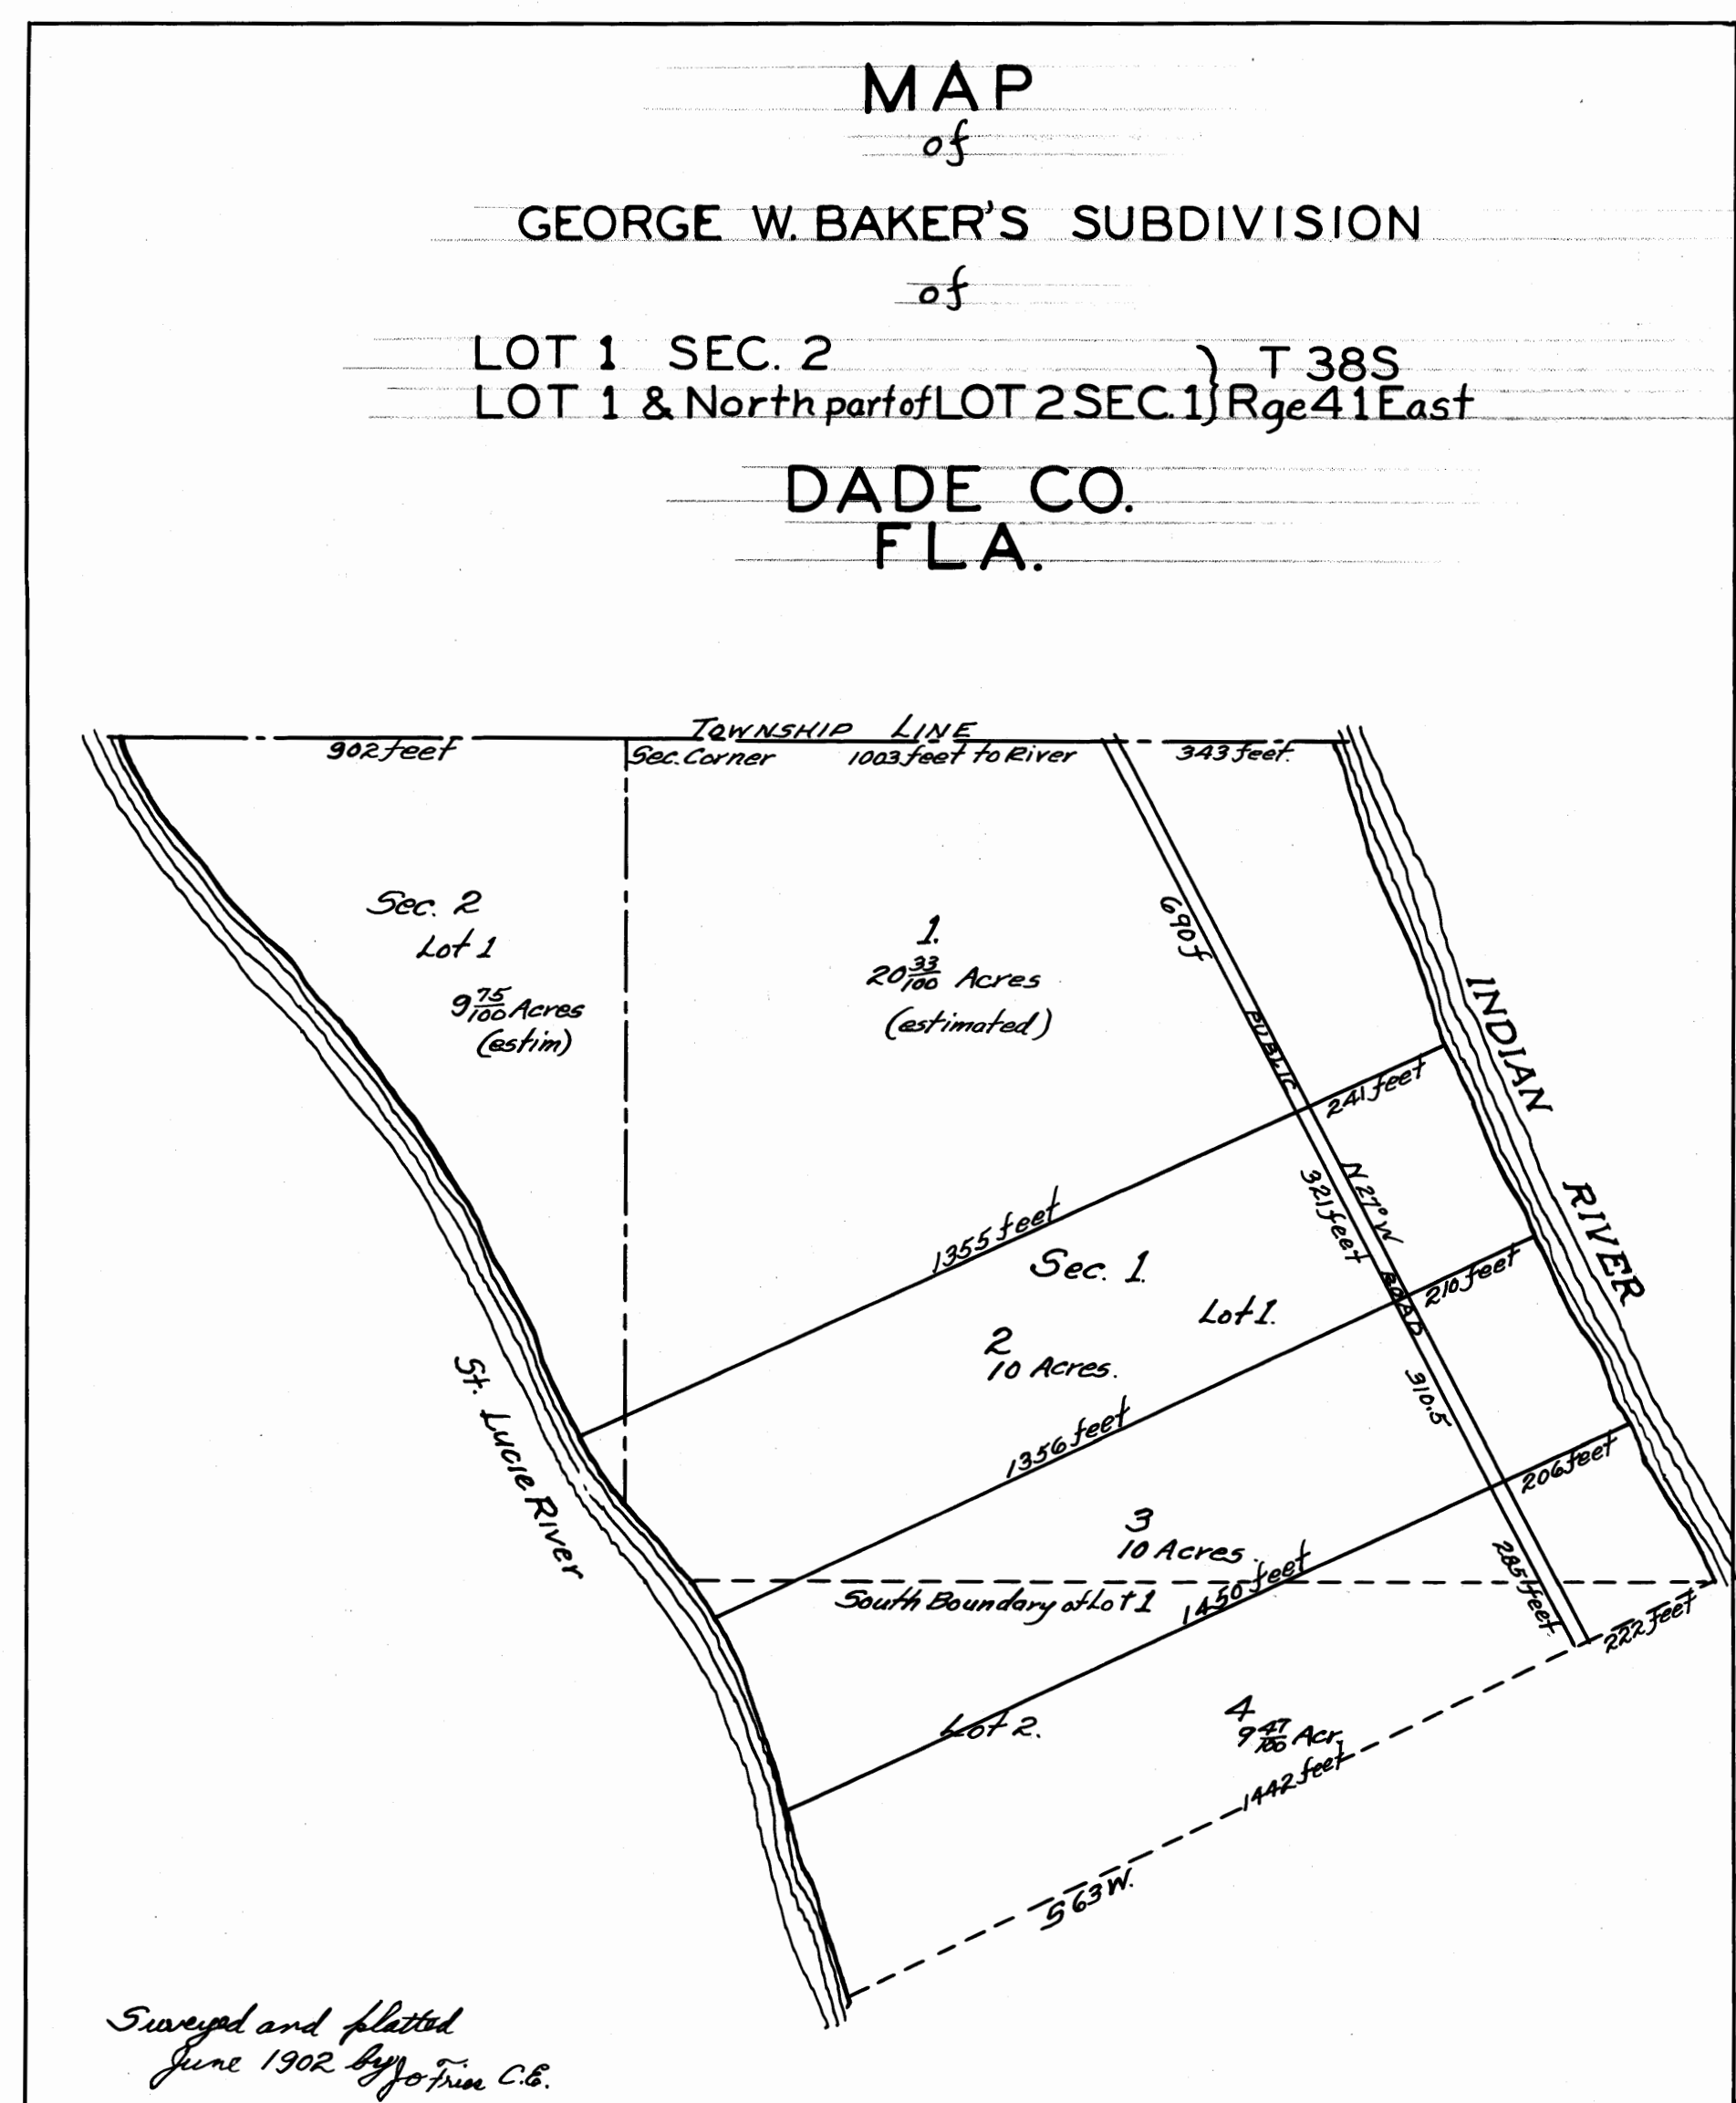 MAP
of
GEORGE W. BAKER'S SUBDIVISION
of
LOT 1 SEC. 2
LOT 1 & North part of LOT 2 SEC. 1
} T 38S
Rge 41 East
DADE CO.
FLA.
TOWNSHIP LINE
902 feet
Sec. Corner
1003 feet to River
343 feet.
Sec. 2
Lot 1
9 75/100 Acres
(estim)
1.
20 33/100 Acres
(estimated)
690 f
PUBLIC
INDIAN
RIVER
241 feet
N 27° W
321 feet
1355 feet
Sec. 1.
Lot 1.
ROAD
210 feet
2
10 Acres.
310.5
1356 feet
St. Lucie River
206 feet
3
10 Acres.
285 feet
South Boundary of Lot 1
1450 feet
222 feet
Lot 2.
4
9 47/100 Acr.
1442 feet
S 63 W.
Surveyed and platted
June 1902 by Jo Fries C.E.